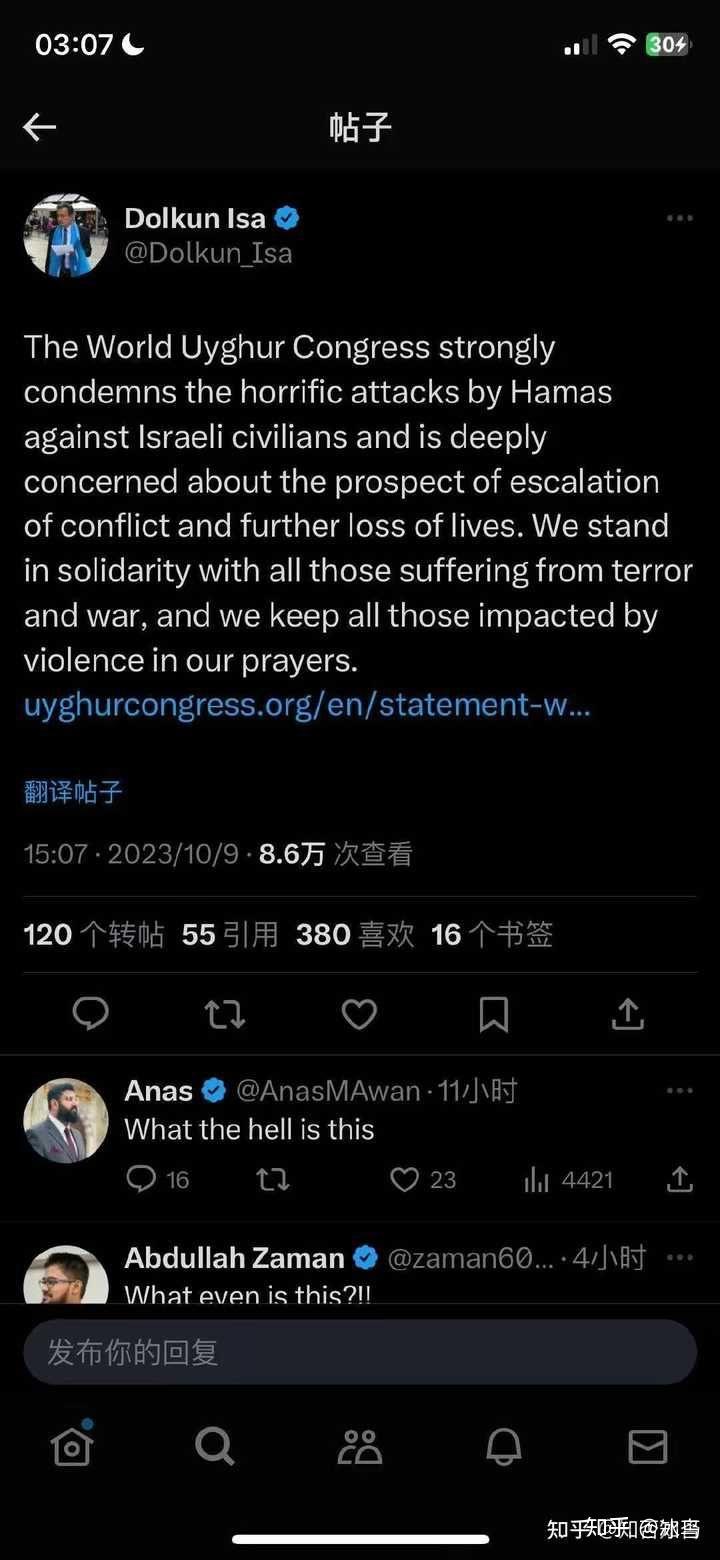 03:07
30
帖子
Dolkun Isa
@Dolkun_Isa
The World Uyghur Congress strongly
condemns the horrific attacks by Hamas
against Israeli civilians and is deeply
concerned about the prospect of escalation
of conflict and further loss of lives. We stand
in solidarity with all those suffering from terror
and war, and we keep all those impacted by
violence in our prayers.
uyghurcongress.org/en/statement-w...
翻译帖子
15:07 · 2023/10/9 · 8.6万 次查看
120 个转帖 55 引用 380 喜欢 16 个书签
Anas @AnasMAwan · 11小时
What the hell is this
16 23 4421
Abdullah Zaman @zaman60... · 4小时
What even is this?!!
发布你的回复
知乎